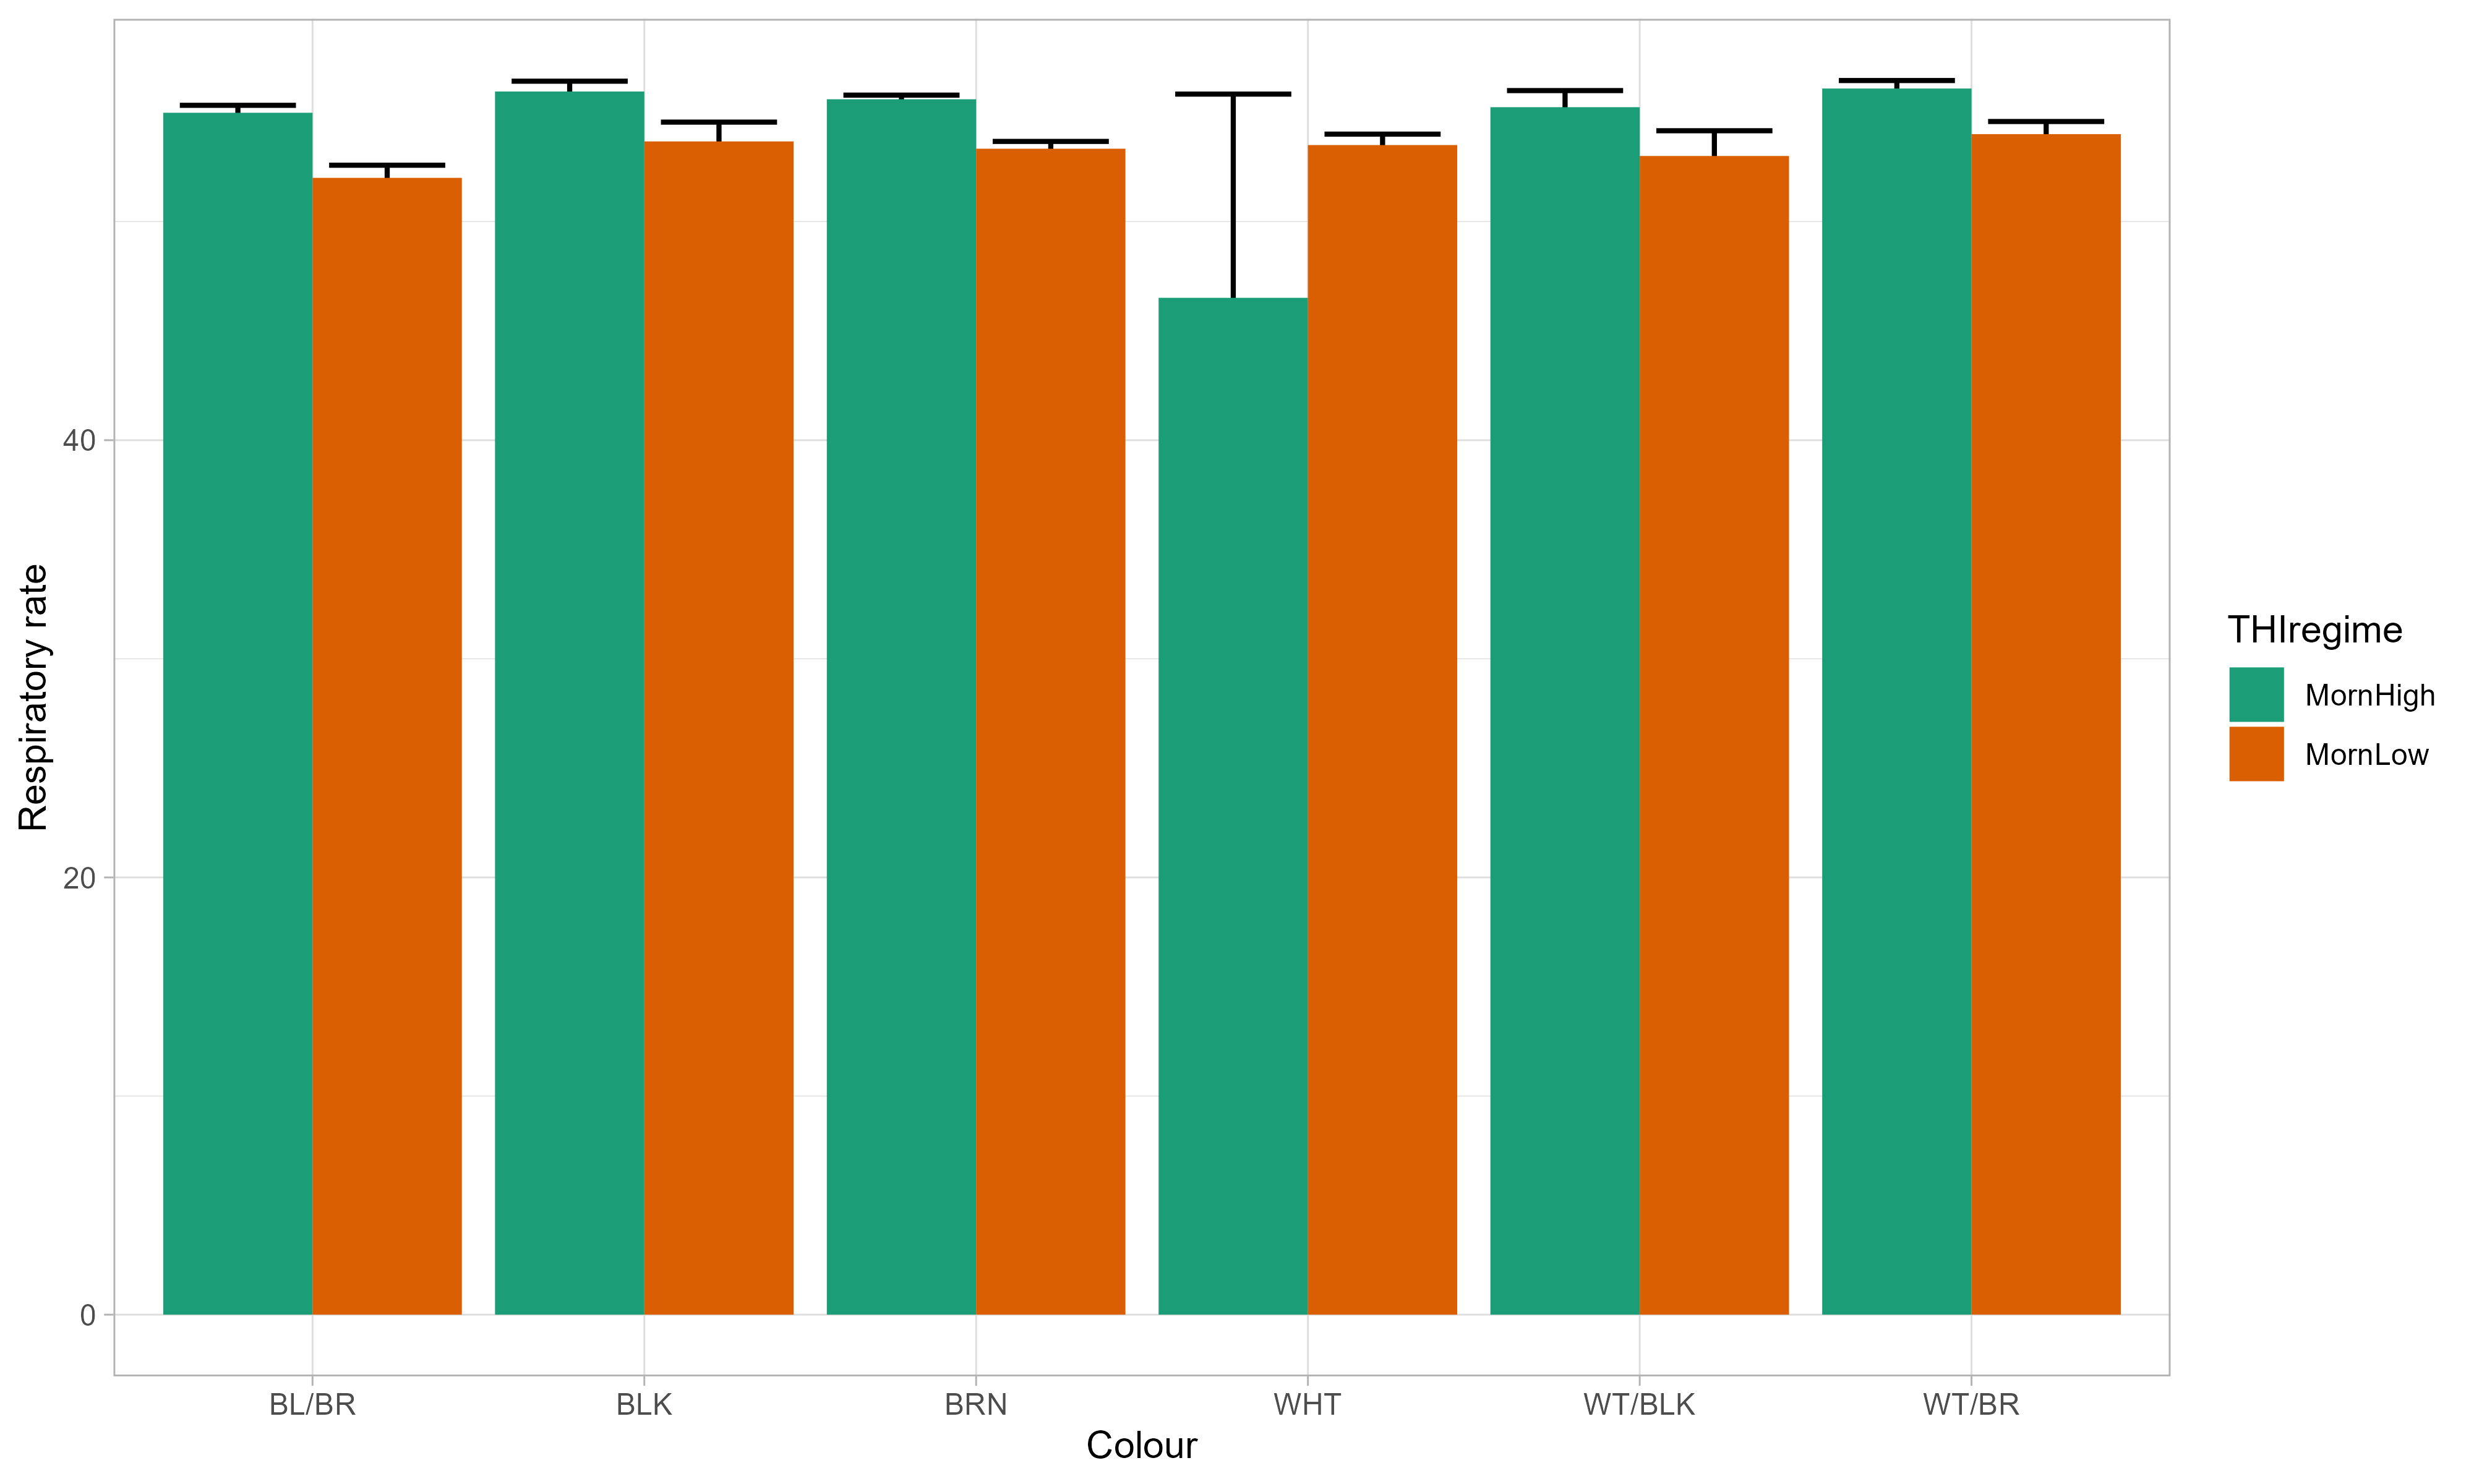 Respiratory rate
40
20
0
BL/BR BLK BRN WHT WT/BLK WT/BR
Colour
THIregime
MornHigh
MornLow